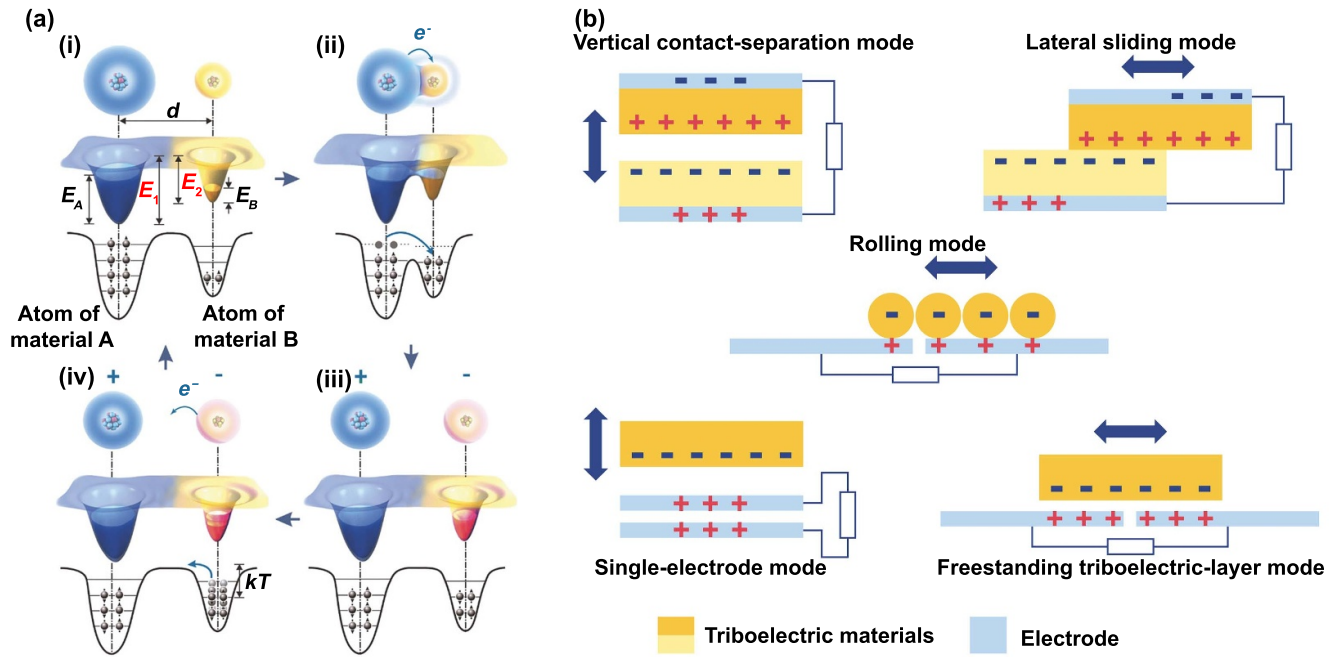 (a)
(i)
(ii)
e-
d
E_A
E_1
E_2
E_B
Atom of
material A
Atom of
material B
(iv)
+
-
e−
(iii)
+
-
kT
(b)
Vertical contact-separation mode
- - -
+ + + + + +
- - - - - -
+ + +
Lateral sliding mode
- - -
+ + + + + +
- - - - - -
+ + +
Rolling mode
- - - -
+ + + +
- - - - - -
+ + +
+ + +
Single-electrode mode
- - - - - -
+ + + + + +
Freestanding triboelectric-layer mode
Triboelectric materials
Electrode